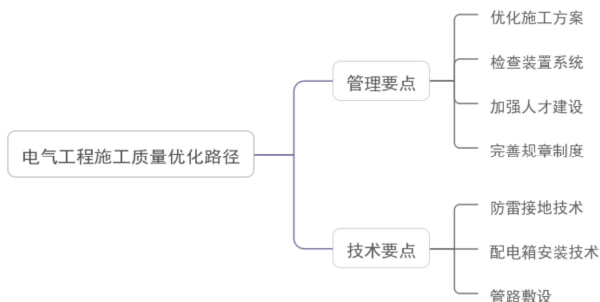 电气工程施工质量优化路径
管理要点
优化施工方案
检查装置系统
加强人才建设
完善规章制度
技术要点
防雷接地技术
配电箱安装技术
管路敷设